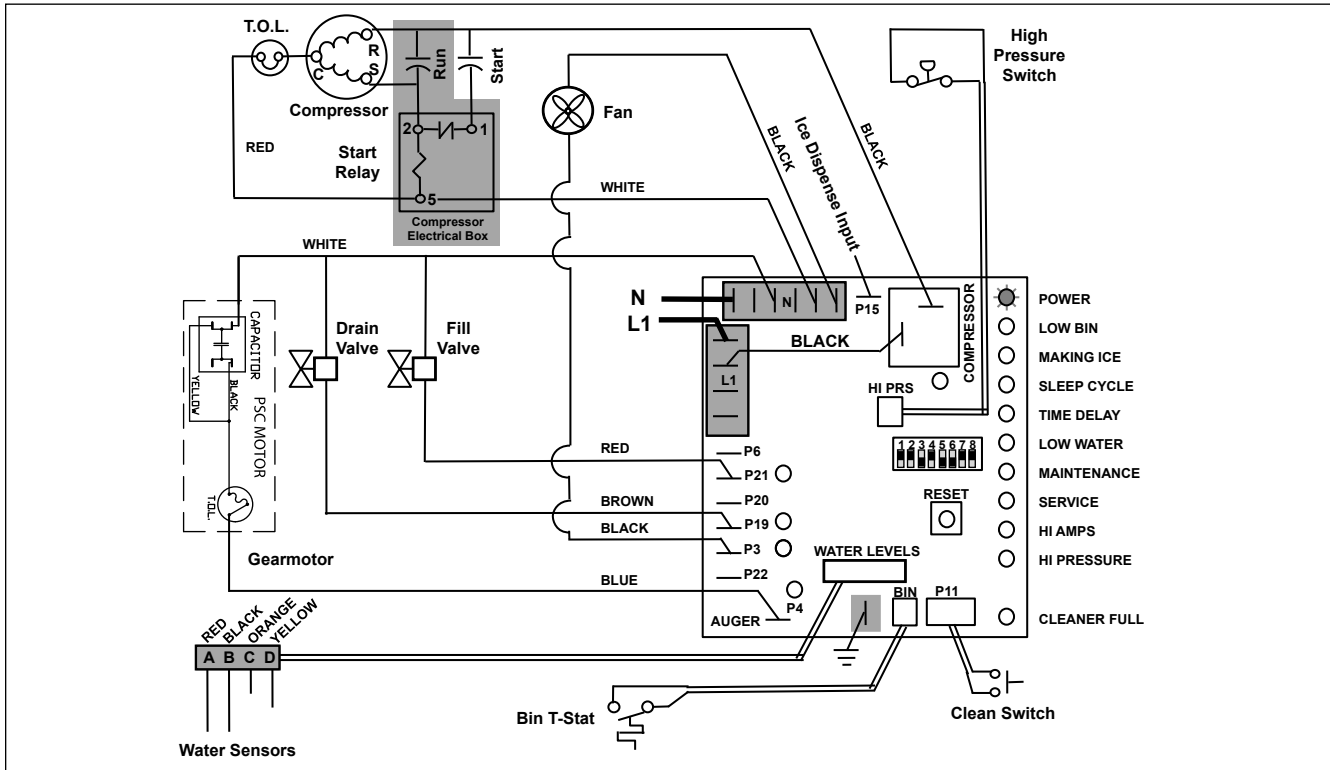 T.O.L.
C
R
S
Run
Start
Compressor
High
Pressure
Switch
Fan
2
1
RED
Start
Relay
BLACK
Ice Dispense Input
BLACK
5
WHITE
Compressor
Electrical Box
WHITE
N
N
P15
COMPRESSOR
L1
BLACK
L1
POWER
LOW BIN
MAKING ICE
SLEEP CYCLE
TIME DELAY
LOW WATER
MAINTENANCE
SERVICE
HI AMPS
HI PRESSURE
CLEANER FULL
HI PRS
1 2 3 4 5 6 7 8
RESET
CAPACITOR
YELLOW
BLACK
PSC MOTOR
T.O.L.
Drain
Valve
Fill
Valve
RED
P6
P21
BROWN
P20
P19
BLACK
P3
P22
WATER LEVELS
Gearmotor
BLUE
P4
AUGER
BIN
P11
RED
BLACK
ORANGE
YELLOW
A B C D
Water Sensors
Bin T-Stat
Clean Switch